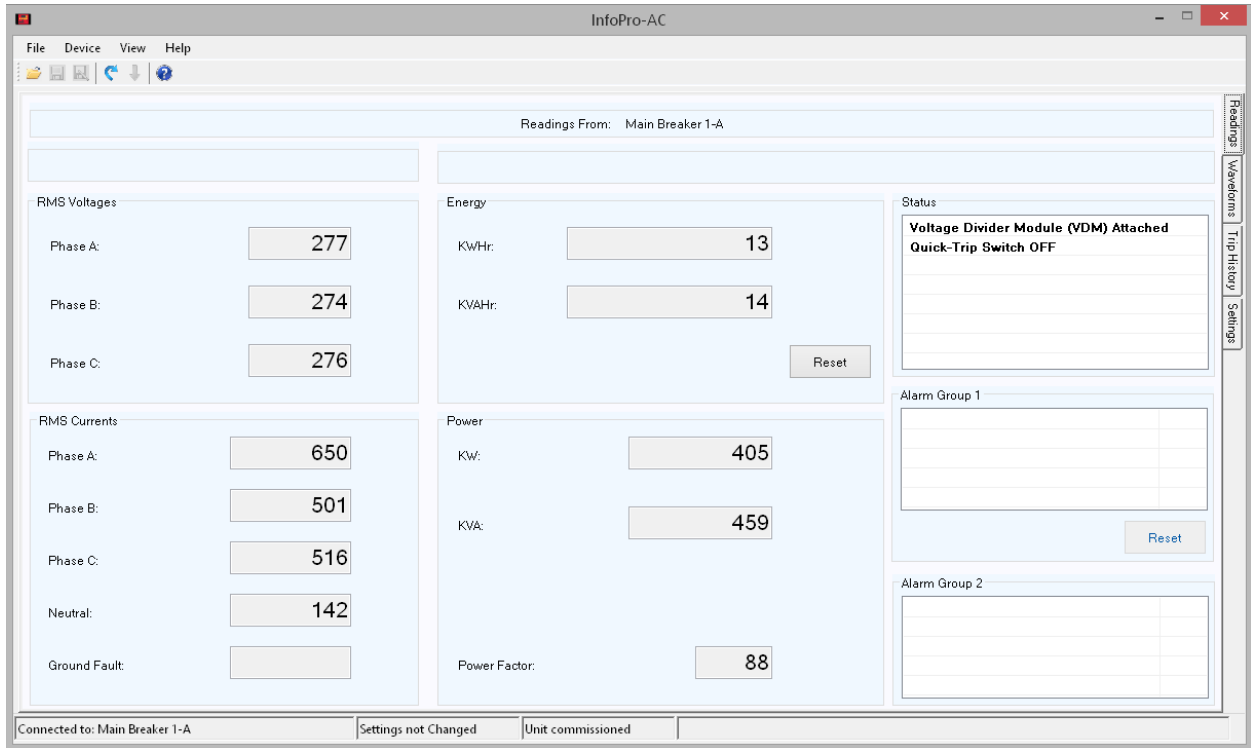 InfoPro-AC
File Device View Help
Readings From: Main Breaker 1-A
RMS Voltages
Phase A: 277
Phase B: 274
Phase C: 276
RMS Currents
Phase A: 650
Phase B: 501
Phase C: 516
Neutral: 142
Ground Fault:
Energy
KWHr: 13
KVAHr: 14
Reset
Power
KW: 405
KVA: 459
Power Factor: 88
Status
Voltage Divider Module (VDM) Attached
Quick-Trip Switch OFF
Alarm Group 1
Reset
Alarm Group 2
Readings
Waveforms
Trip History
Settings
Connected to: Main Breaker 1-A Settings not Changed Unit commissioned